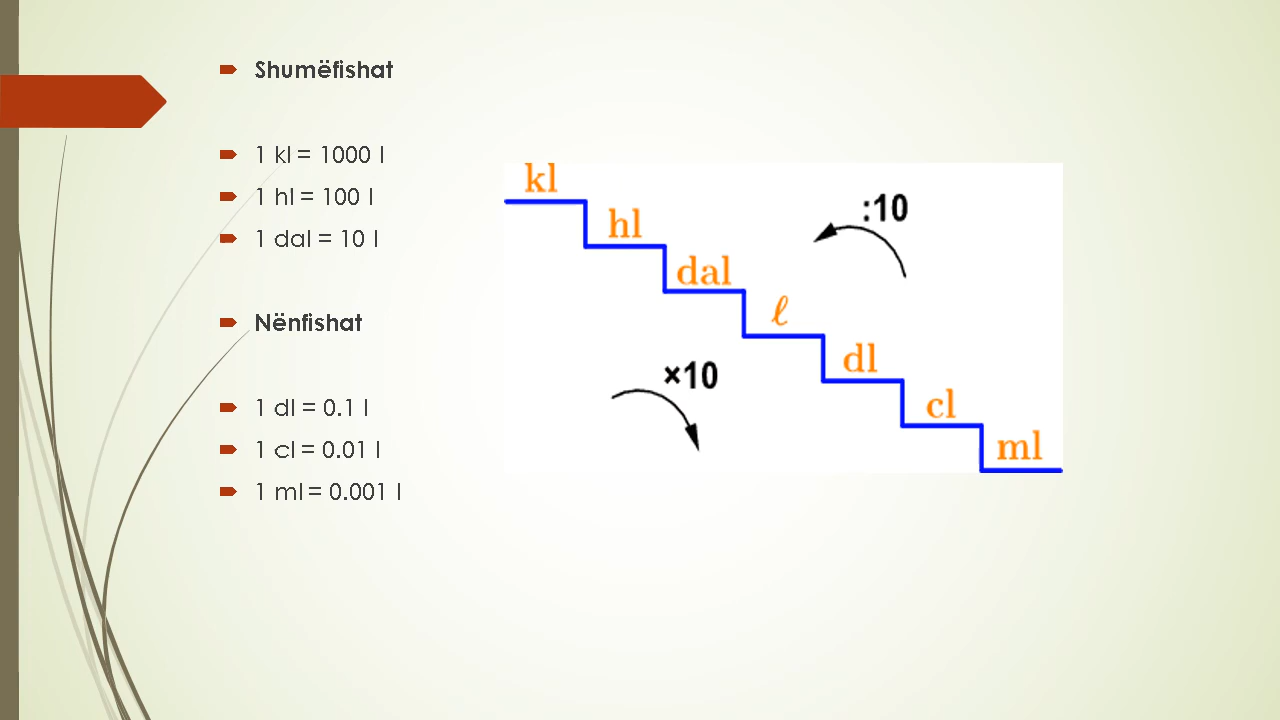 Shumëfishat
1 kl = 1000 l
1 hl = 100 l
1 dal = 10 l
Nënfishat
1 dl = 0.1 l
1 cl = 0.01 l
1 ml = 0.001 l
kl
hl
dal
ℓ
dl
cl
ml
:10
×10